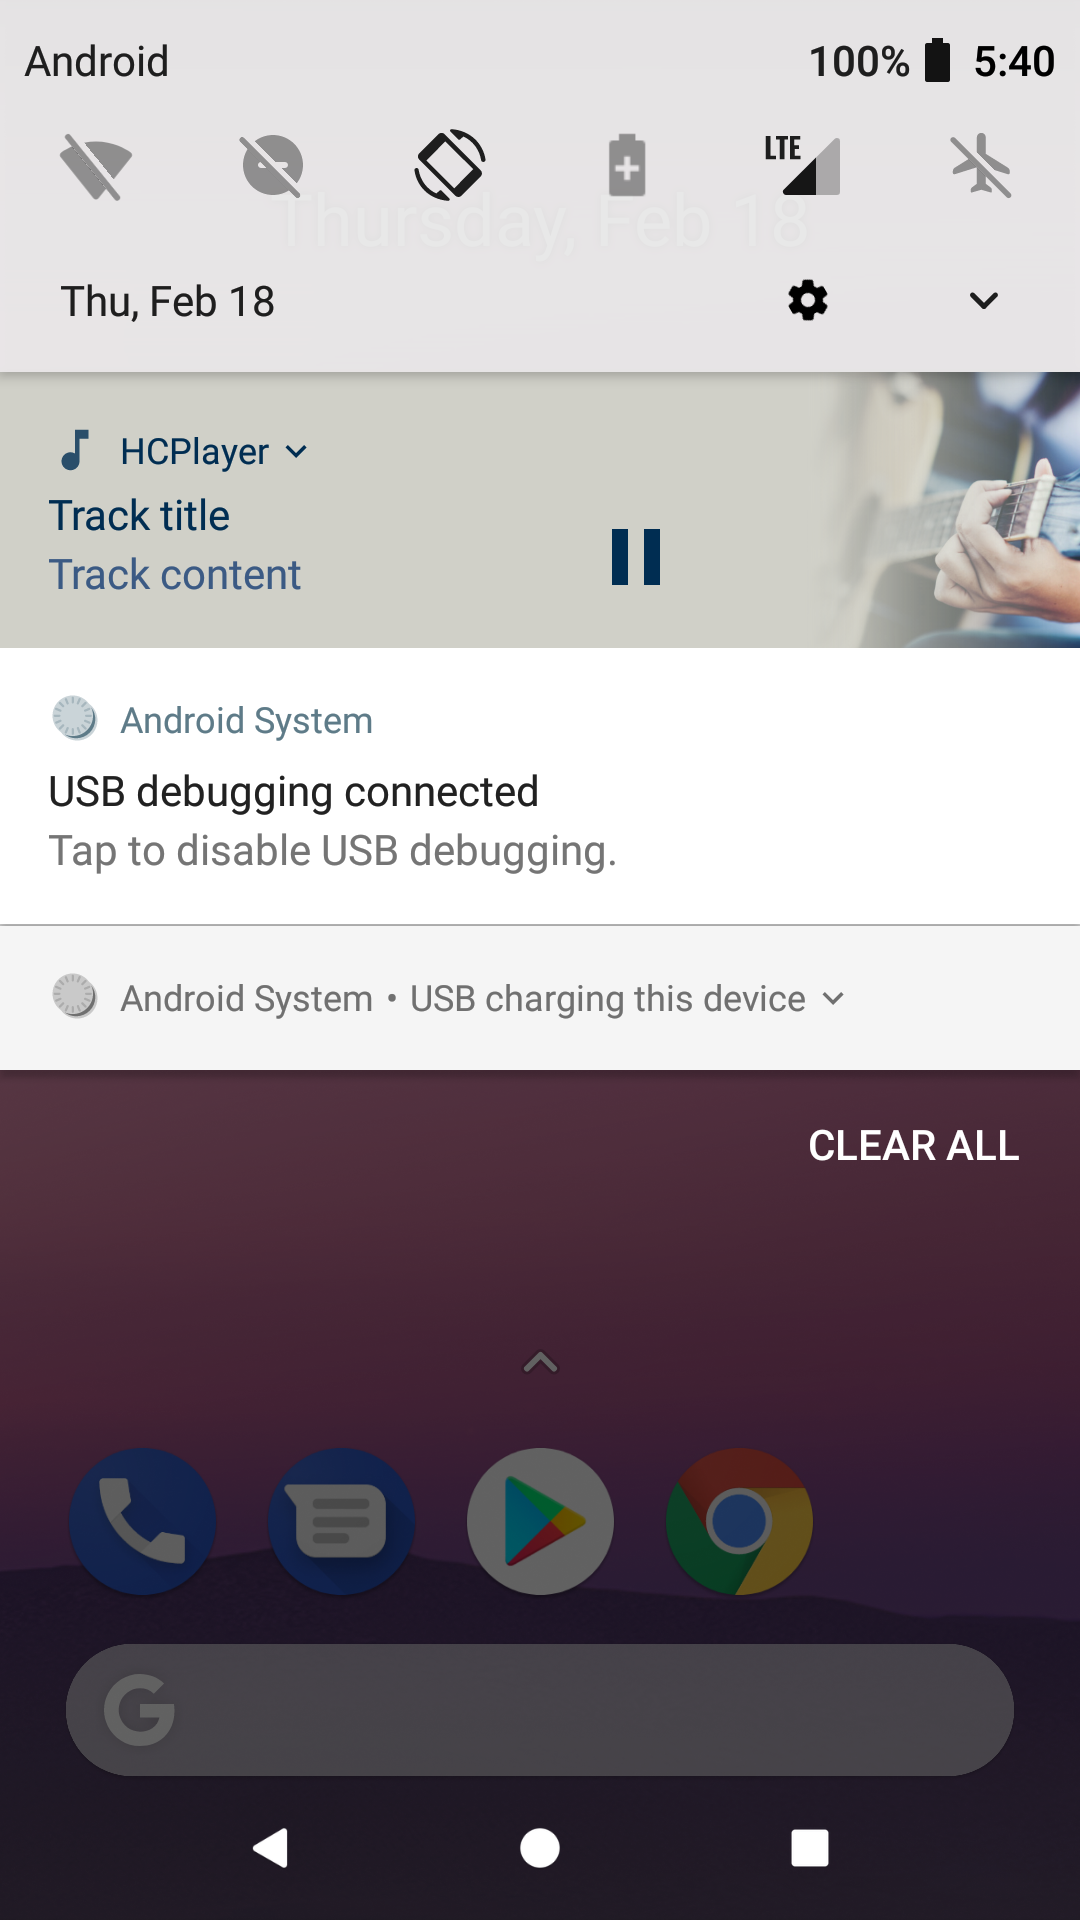 Android
100% 5:40
LTE
Thursday, Feb 18
Thu, Feb 18
HCPlayer
Track title
Track content
Android System
USB debugging connected
Tap to disable USB debugging.
Android System • USB charging this device
CLEAR ALL
G